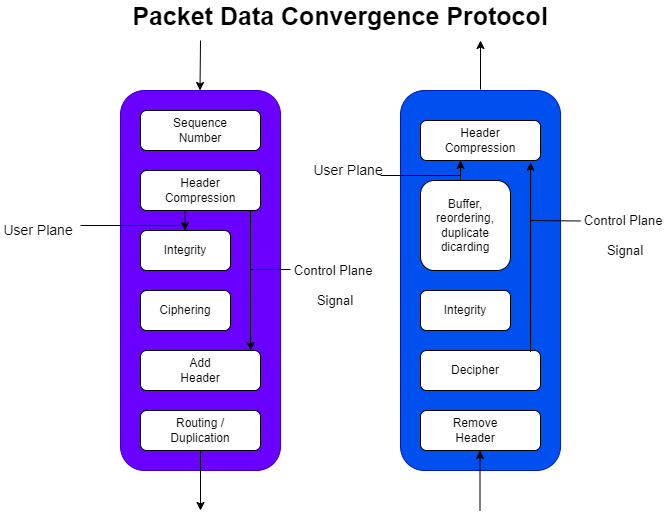 Packet Data Convergence Protocol
Sequence
Number
Header
Compression
User Plane
Integrity
Control Plane
Signal
Ciphering
Add
Header
Routing /
Duplication
Header
Compression
User Plane
Buffer,
reordering,
duplicate
dicarding
Control Plane
Signal
Integrity
Decipher
Remove
Header